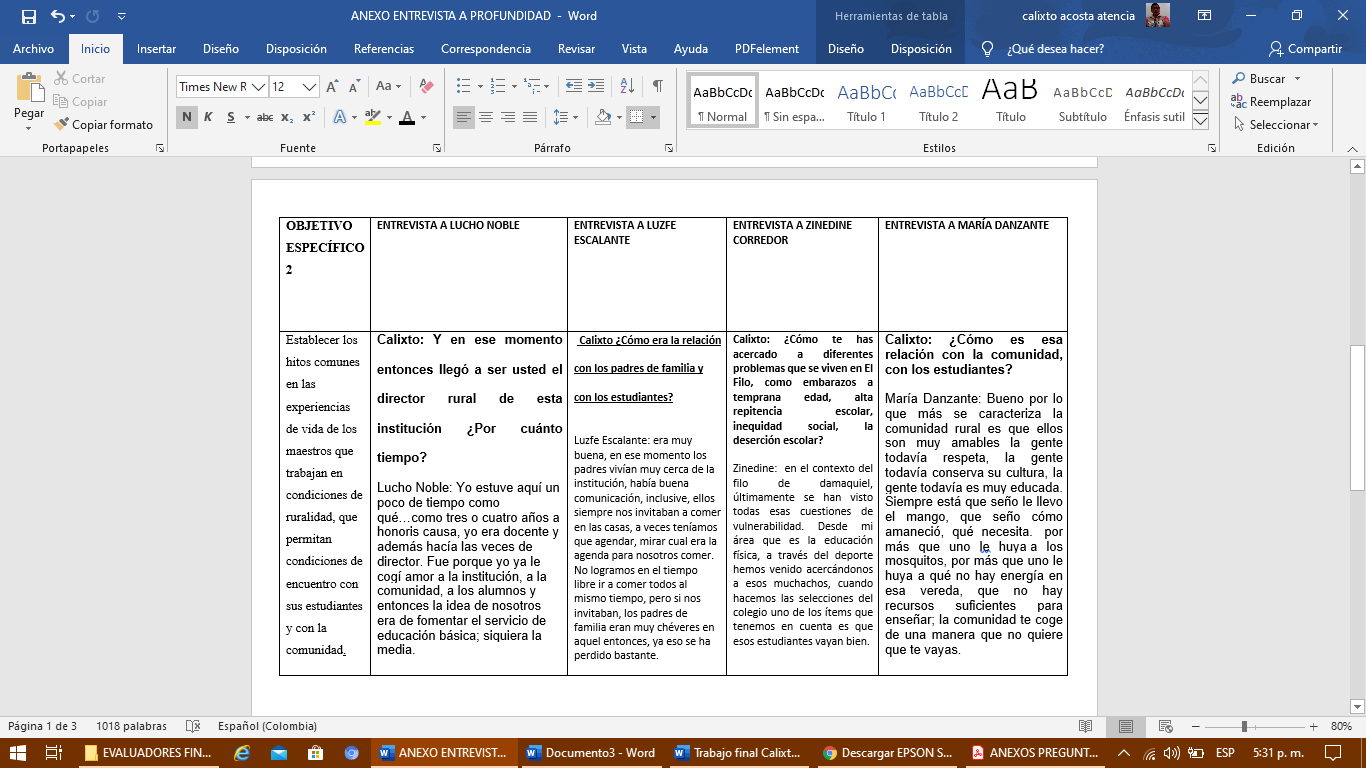 ANEXO ENTREVISTA A PROFUNDIDAD - Word
Herramientas de tabla
calixto acosta atencia
Archivo Inicio Insertar Diseño Disposición Referencias Correspondencia Revisar Vista Ayuda PDFelement Diseño Disposición ¿Qué desea hacer? Compartir
Pegar
Cortar
Copiar
Copiar formato
Portapapeles
Times New R 12
Aa
N K S abc x₂ x²
A ab A
Fuente
Párrafo
AaBbCcDc AaBbCcDc AaBbCc AaBbCcD AaB AaBbCcD AaBbCcDc
¶ Normal ¶ Sin espa... Título 1 Título 2 Título Subtítulo Énfasis sutil
Estilos
Buscar
Reemplazar
Seleccionar
Edición
OBJETIVO
ESPECÍFICO
2
ENTREVISTA A LUCHO NOBLE
ENTREVISTA A LUZFE
ESCALANTE
ENTREVISTA A ZINEDINE
CORREDOR
ENTREVISTA A MARÍA DANZANTE
Establecer los
hitos comunes
en las
experiencias
de vida de los
maestros que
trabajan en
condiciones de
ruralidad, que
permitan
condiciones de
encuentro con
sus estudiantes
y con la
comunidad.
Calixto: Y en ese momento
entonces llegó a ser usted el
director rural de esta
institución ¿Por cuánto
tiempo?
Lucho Noble: Yo estuve aquí un
poco de tiempo como
qué…como tres o cuatro años a
honoris causa, yo era docente y
además hacía las veces de
director. Fue porque yo ya le
cogí amor a la institución, a la
comunidad, a los alumnos y
entonces la idea de nosotros
era de fomentar el servicio de
educación básica; siquiera la
media.
Calixto ¿Cómo era la relación
con los padres de familia y
con los estudiantes?
Luzfe Escalante: era muy
buena, en ese momento los
padres vivían muy cerca de la
institución, había buena
comunicación, inclusive, ellos
siempre nos invitaban a comer
en las casas, a veces teníamos
que agendar, mirar cual era la
agenda para nosotros comer.
No logramos en el tiempo
libre ir a comer todos al
mismo tiempo, pero si nos
invitaban, los padres de
familia eran muy chéveres en
aquel entonces, ya eso se ha
perdido bastante.
Calixto: ¿Cómo te has
acercado a diferentes
problemas que se viven en El
Filo, como embarazos a
temprana edad, alta
repitencia escolar,
inequidad social, la
deserción escolar?
Zinedine: en el contexto del
filo de damaquiel,
últimamente se han visto
todas esas cuestiones de
vulnerabilidad. Desde mi
área que es la educación
física, a través del deporte
hemos venido acercándonos
a esos muchachos, cuando
hacemos las selecciones del
colegio uno de los ítems que
tenemos en cuenta es que
esos estudiantes vayan bien.
Calixto: ¿Cómo es esa
relación con la comunidad,
con los estudiantes?
María Danzante: Bueno por lo
que más se caracteriza la
comunidad rural es que ellos
son muy amables la gente
todavía respeta, la gente
todavía conserva su cultura, la
gente todavía es muy educada.
Siempre está que seño le llevo
el mango, que seño cómo
amaneció, qué necesita. por
más que uno le huya a los
mosquitos, por más que uno le
huya a qué no hay energía en
esa vereda, que no hay
recursos suficientes para
enseñar; la comunidad te coge
de una manera que no quiere
que te vayas.
Página 1 de 3 1018 palabras Español (Colombia) 80%
EVALUADORES FIN... ANEXO ENTREVIST... Documento3 - Word Trabajo final Calixt... Descargar EPSON S... ANEXOS PREGUNT... ESP 5:31 p. m.